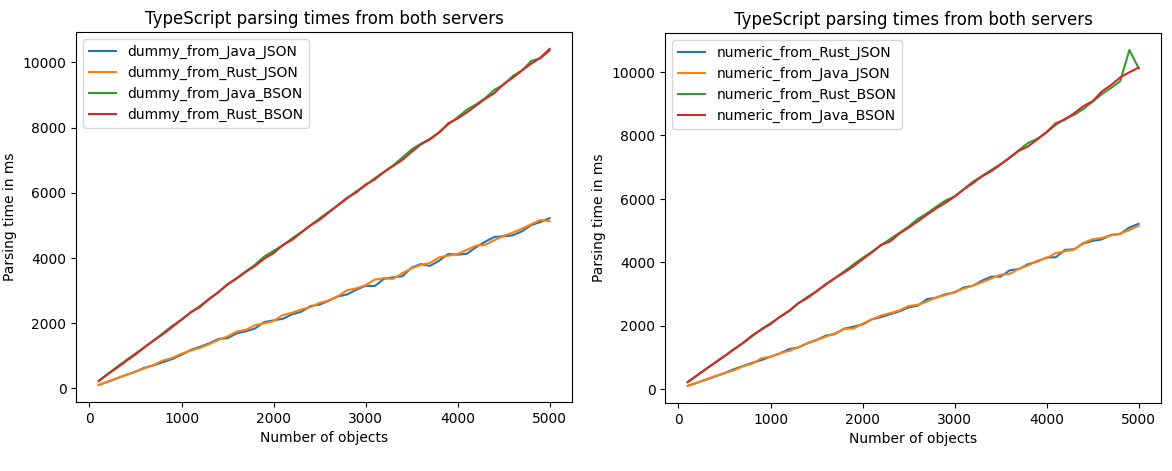 TypeScript parsing times from both servers
dummy_from_Java_JSON
dummy_from_Rust_JSON
dummy_from_Java_BSON
dummy_from_Rust_BSON
Parsing time in ms
10000
8000
6000
4000
2000
0
0 1000 2000 3000 4000 5000
Number of objects
TypeScript parsing times from both servers
numeric_from_Rust_JSON
numeric_from_Java_JSON
numeric_from_Rust_BSON
numeric_from_Java_BSON
Parsing time in ms
10000
8000
6000
4000
2000
0
0 1000 2000 3000 4000 5000
Number of objects